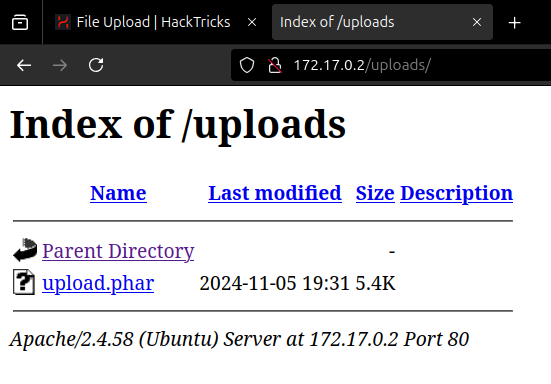 File Upload | HackTricks × Index of /uploads × +
172.17.0.2/uploads/
Index of /uploads
Name Last modified Size Description
Parent Directory -
upload.phar 2024-11-05 19:31 5.4K
Apache/2.4.58 (Ubuntu) Server at 172.17.0.2 Port 80